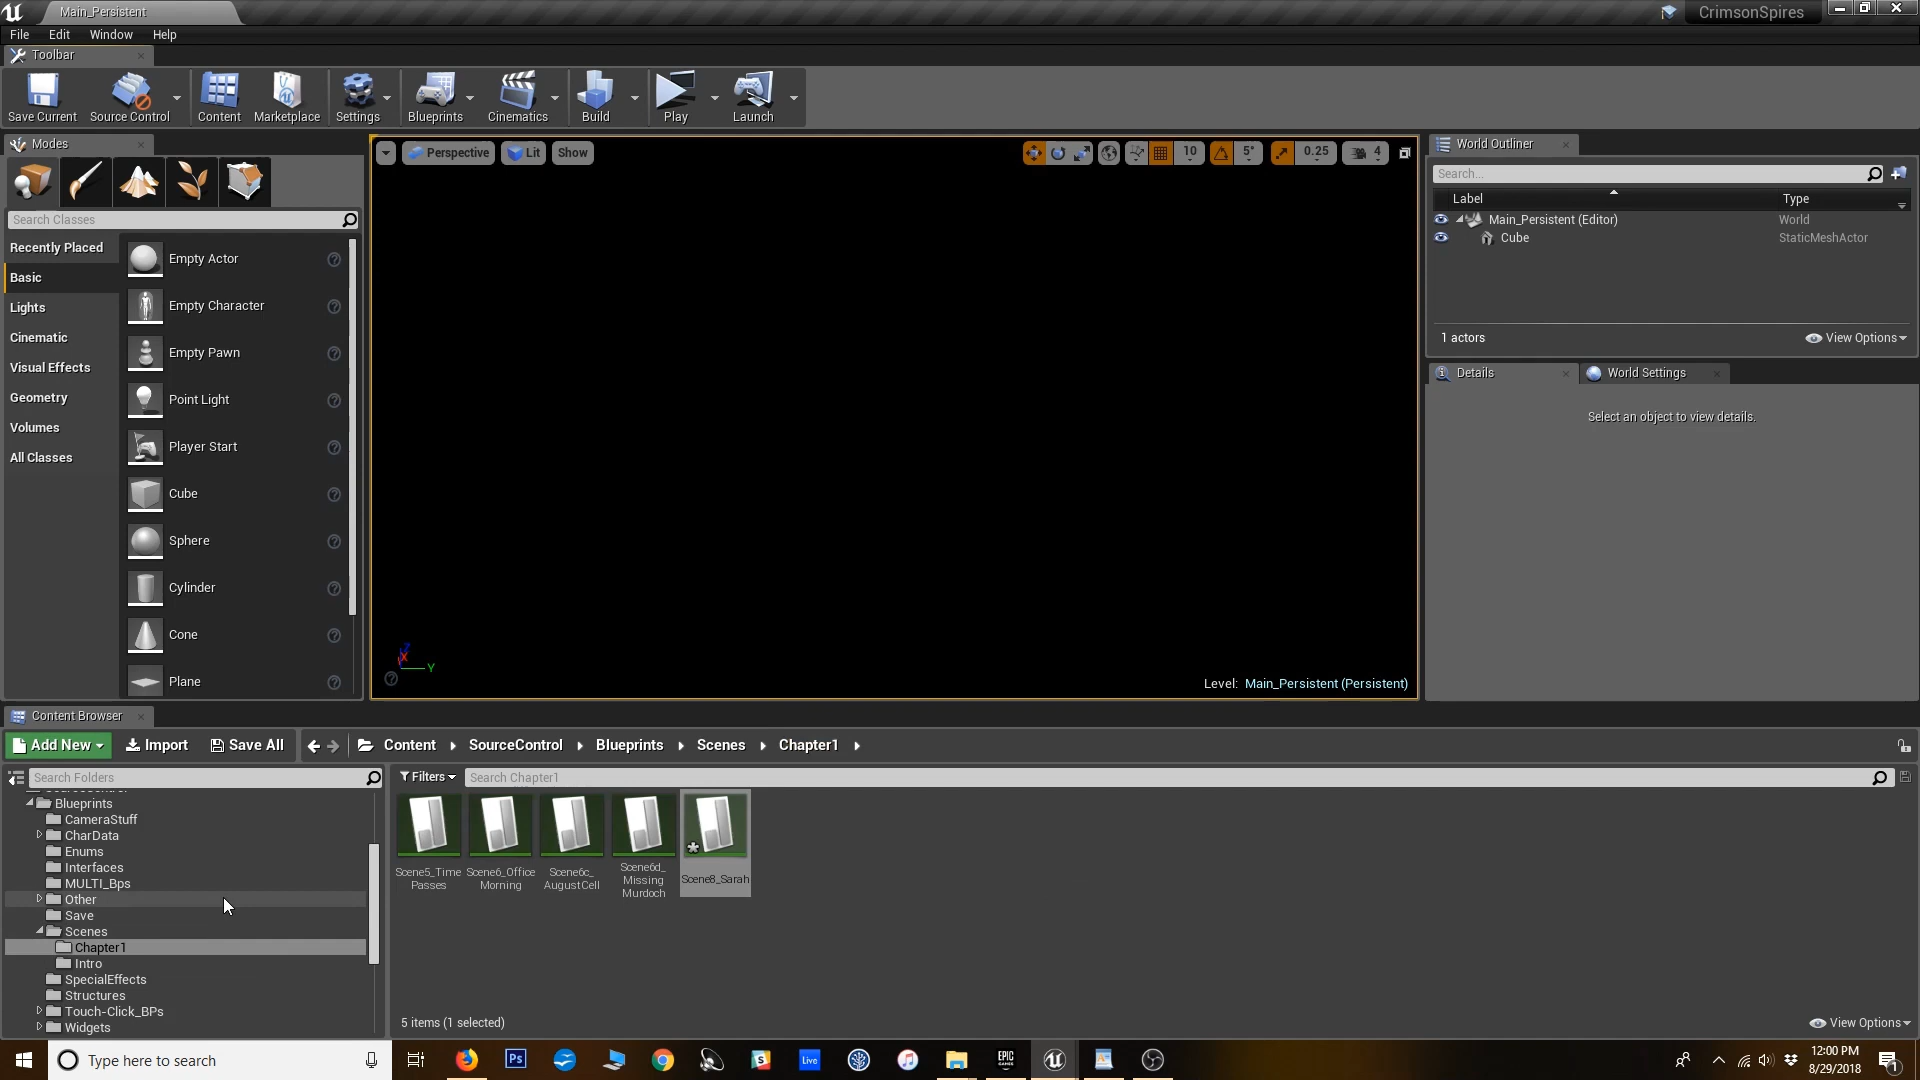 Main_Persistent
CrimsonSpires
File Edit Window Help
Toolbar
Save Current Source Control Content Marketplace Settings Blueprints Cinematics Build Play Launch
Modes
Search Classes
Recently Placed
Basic
Lights
Cinematic
Visual Effects
Geometry
Volumes
All Classes
Empty Actor
Empty Character
Empty Pawn
Point Light
Player Start
Cube
Sphere
Cylinder
Cone
Plane
Perspective Lit Show
10 5° 0.25 4
Z
X
Y
Level: Main_Persistent (Persistent)
World Outliner
Search...
Label Type
Main_Persistent (Editor) World
Cube StaticMeshActor
1 actors View Options
Details World Settings
Select an object to view details.
Content Browser
Add New Import Save All Content SourceControl Blueprints Scenes Chapter1
Search Folders
Blueprints
CameraStuff
CharData
Enums
Interfaces
MULTI_Bps
Other
Save
Scenes
Chapter1
Intro
SpecialEffects
Structures
Touch-Click_BPs
Widgets
Filters Search Chapter1
Scene5_Time
Passes
Scene6_Office
Morning
Scene6c_
AugustCell
Scene6d_
Missing
Murdoch
Scene8_Sarah
5 items (1 selected) View Options
Type here to search
Ps
S
Live
EPIC
GAMES
12:00 PM
8/29/2018
1